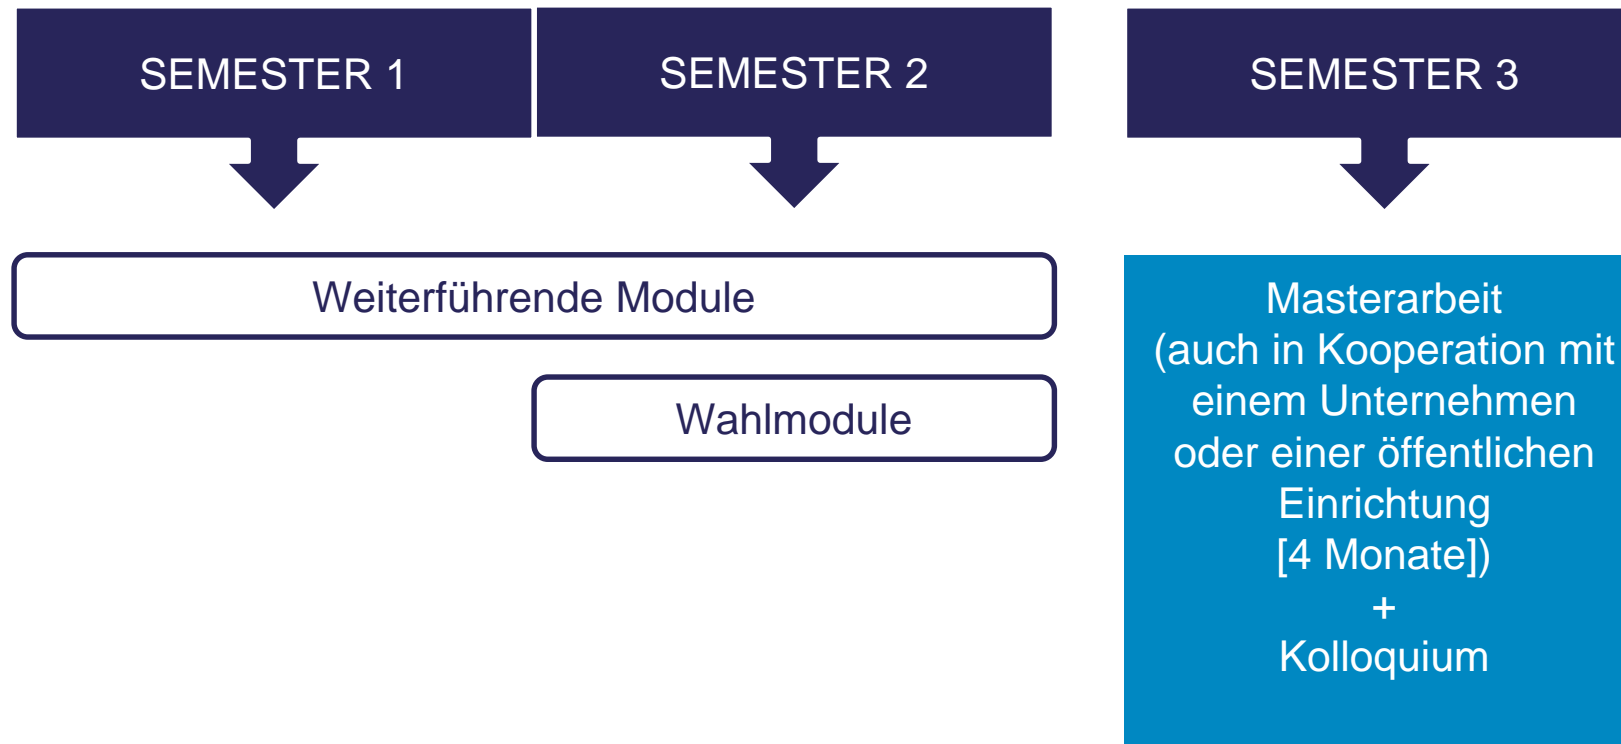 SEMESTER 1
SEMESTER 2
SEMESTER 3
Weiterführende Module
Wahlmodule
Masterarbeit
(auch in Kooperation mit
einem Unternehmen
oder einer öffentlichen
Einrichtung
[4 Monate])
+
Kolloquium